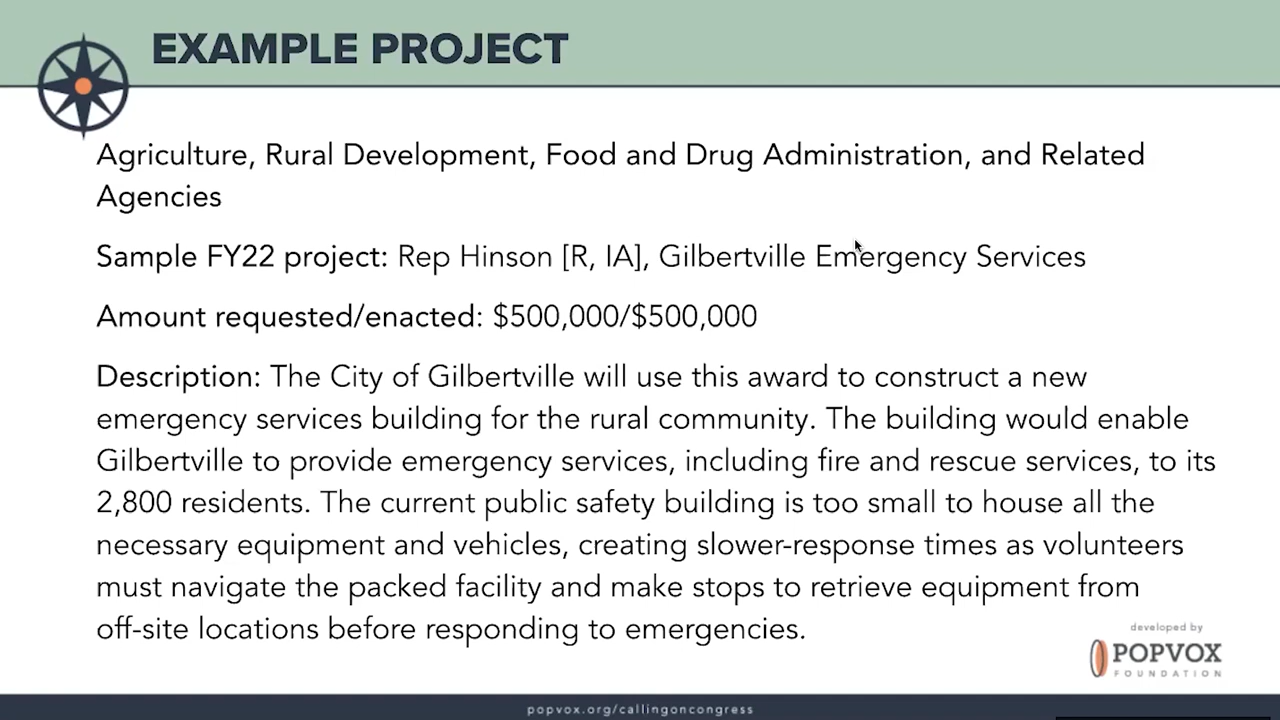 EXAMPLE PROJECT
Agriculture, Rural Development, Food and Drug Administration, and Related
Agencies
Sample FY22 project: Rep Hinson [R, IA], Gilbertville Emergency Services
Amount requested/enacted: $500,000/$500,000
Description: The City of Gilbertville will use this award to construct a new
emergency services building for the rural community. The building would enable
Gilbertville to provide emergency services, including fire and rescue services, to its
2,800 residents. The current public safety building is too small to house all the
necessary equipment and vehicles, creating slower-response times as volunteers
must navigate the packed facility and make stops to retrieve equipment from
off-site locations before responding to emergencies.
developed by
POPVOX
FOUNDATION
popvox.org/callingoncongress